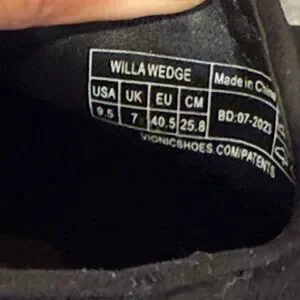 WILLA WEDGE
Made in China
USA UK EU CM
9.5 7 40.5 25.8
BD:07-2023
VIONICSHOES.COM/PATENTS